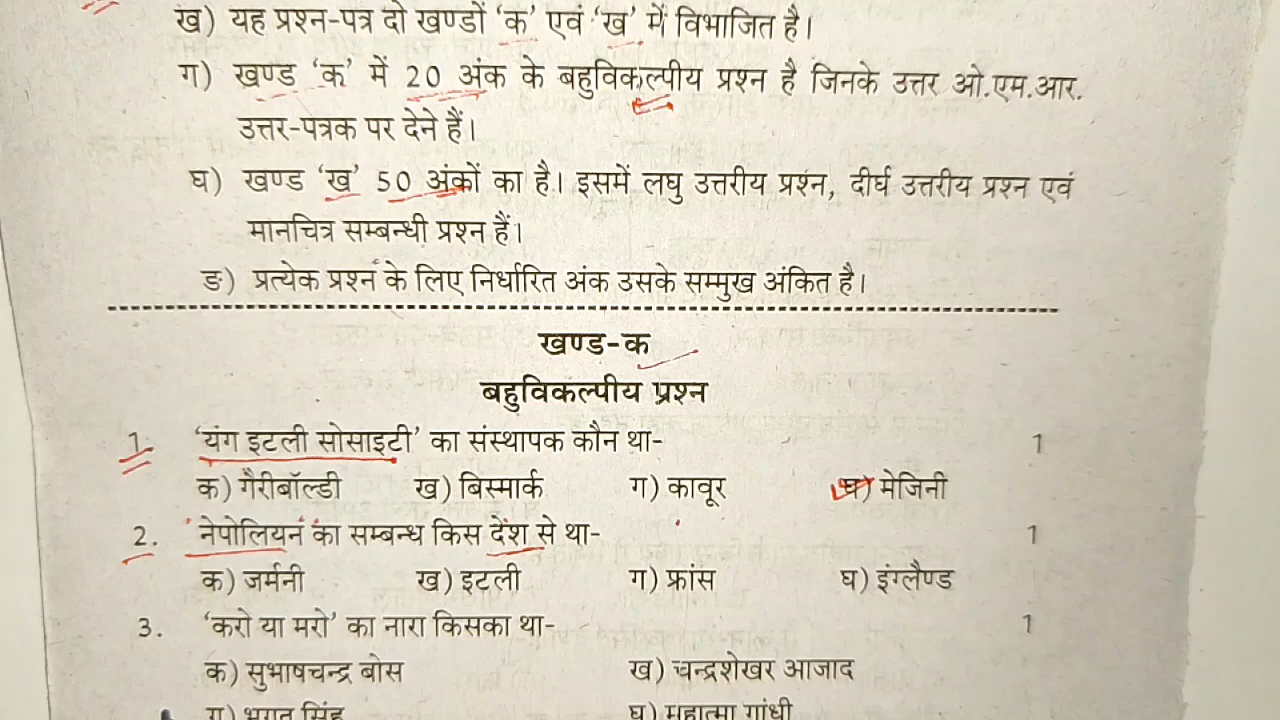 ख) यह प्रश्न-पत्र दो खण्डों ‘क’ एवं ‘ख’ में विभाजित है।
ग) खण्ड ‘क’ में 20 अंक के बहुविकल्पीय प्रश्न है जिनके उत्तर ओ.एम.आर.
उत्तर-पत्रक पर देने हैं।
घ) खण्ड ‘ख’ 50 अंकों का है। इसमें लघु उत्तरीय प्रश्न, दीर्घ उत्तरीय प्रश्न एवं
मानचित्र सम्बन्धी प्रश्न हैं।
ङ) प्रत्येक प्रश्न के लिए निर्धारित अंक उसके सम्मुख अंकित है।
खण्ड-क
बहुविकल्पीय प्रश्न
1. ‘यंग इटली सोसाइटी’ का संस्थापक कौन था- 1
क) गैरीबॉल्डी ख) बिस्मार्क ग) कावूर घ) मेजिनी
2. नेपोलियन का सम्बन्ध किस देश से था- 1
क) जर्मनी ख) इटली ग) फ्रांस घ) इंग्लैण्ड
3. ‘करो या मरो’ का नारा किसका था- 1
क) सुभाषचन्द्र बोस ख) चन्द्रशेखर आजाद
ग) भगत सिंह घ) महात्मा गांधी